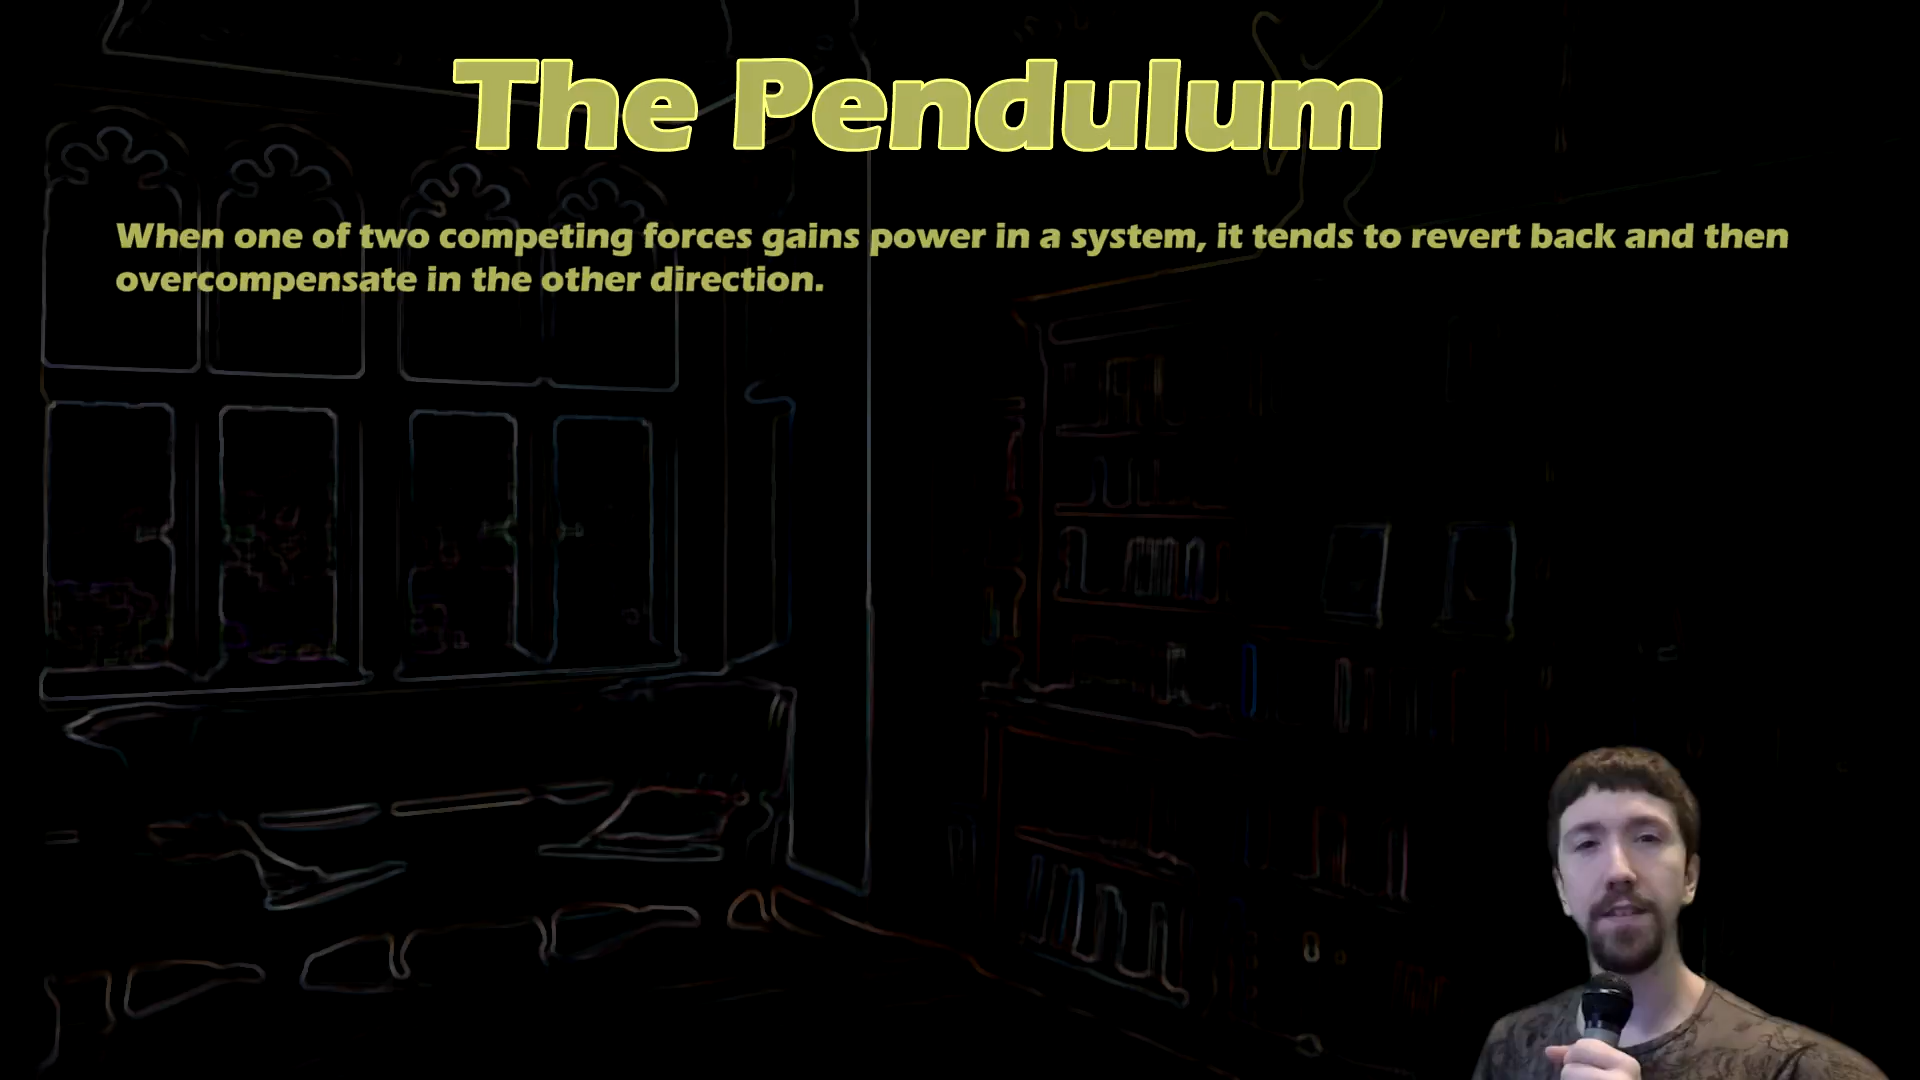 The Pendulum
When one of two competing forces gains power in a system, it tends to revert back and then
overcompensate in the other direction.